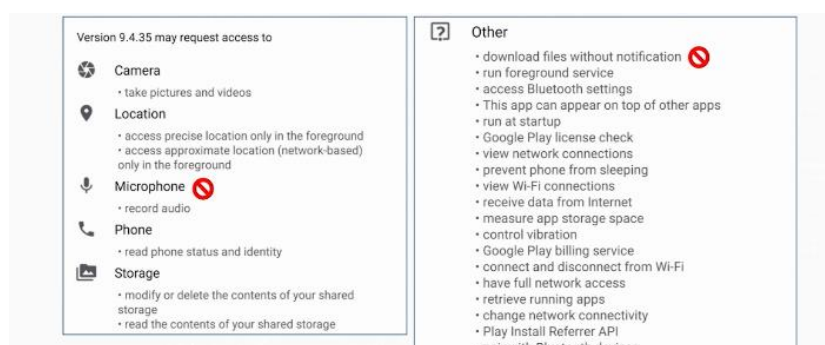 Version 9.4.35 may request access to
Camera
• take pictures and videos
Location
• access precise location only in the foreground
• access approximate location (network-based)
only in the foreground
Microphone
• record audio
Phone
• read phone status and identity
Storage
• modify or delete the contents of your shared
storage
• read the contents of your shared storage
Other
• download files without notification
• run foreground service
• access Bluetooth settings
• This app can appear on top of other apps
• run at startup
• Google Play license check
• view network connections
• prevent phone from sleeping
• view Wi-Fi connections
• receive data from Internet
• measure app storage space
• control vibration
• Google Play billing service
• connect and disconnect from Wi-Fi
• have full network access
• retrieve running apps
• change network connectivity
• Play Install Referrer API